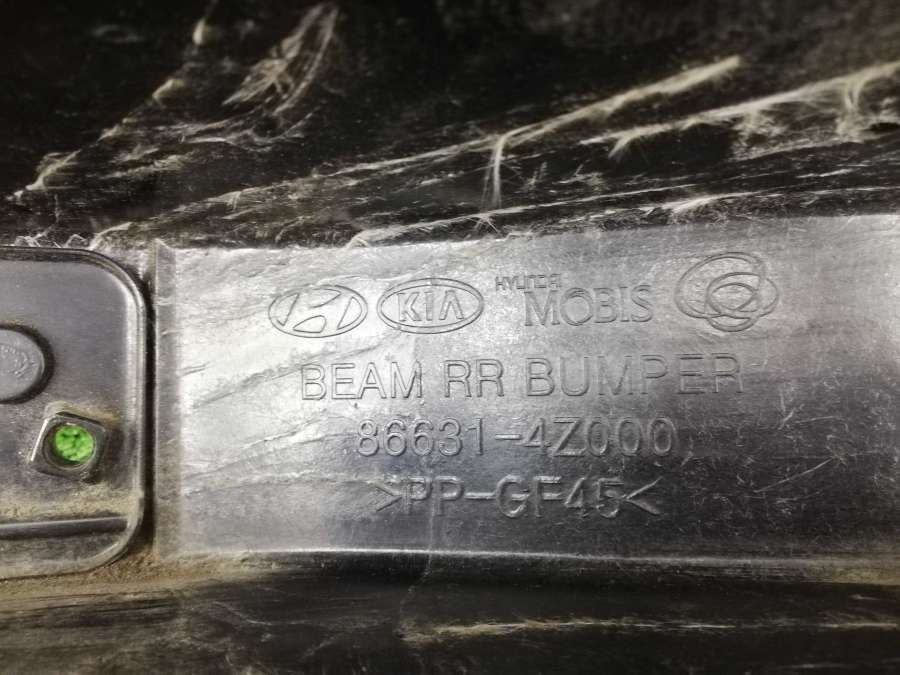 KIA HYUNDAI MOBIS
BEAM RR BUMPER
86631-4Z000
>PP-GF45<